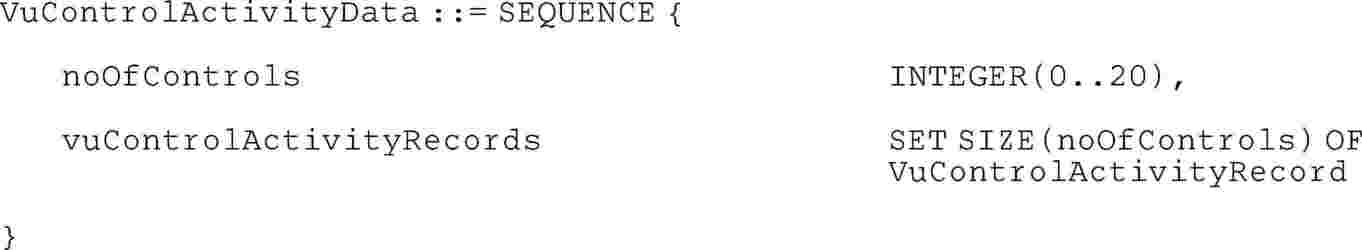 VuControlActivityData ::= SEQUENCE {
noOfControls INTEGER(0..20),
vuControlActivityRecords SET SIZE(noOfControls) OF
VuControlActivityRecord
}